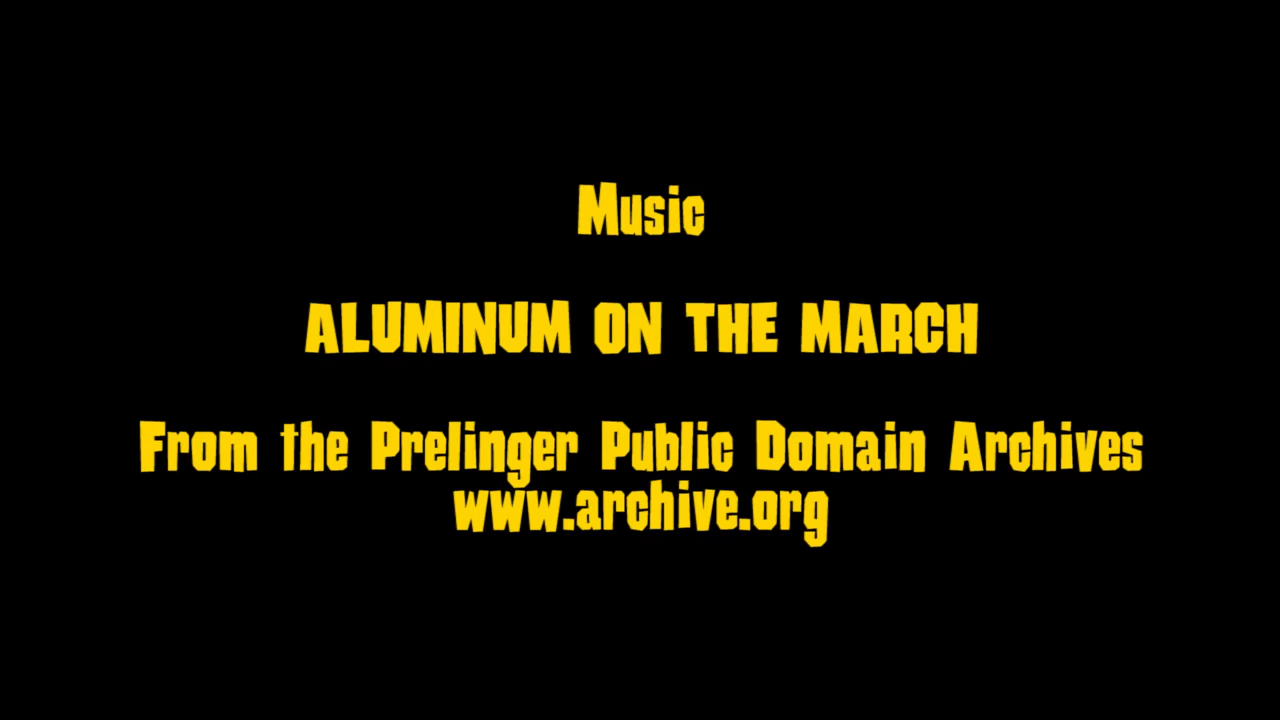 Music
ALUMINUM ON THE MARCH
From the Prelinger Public Domain Archives
www.archive.org